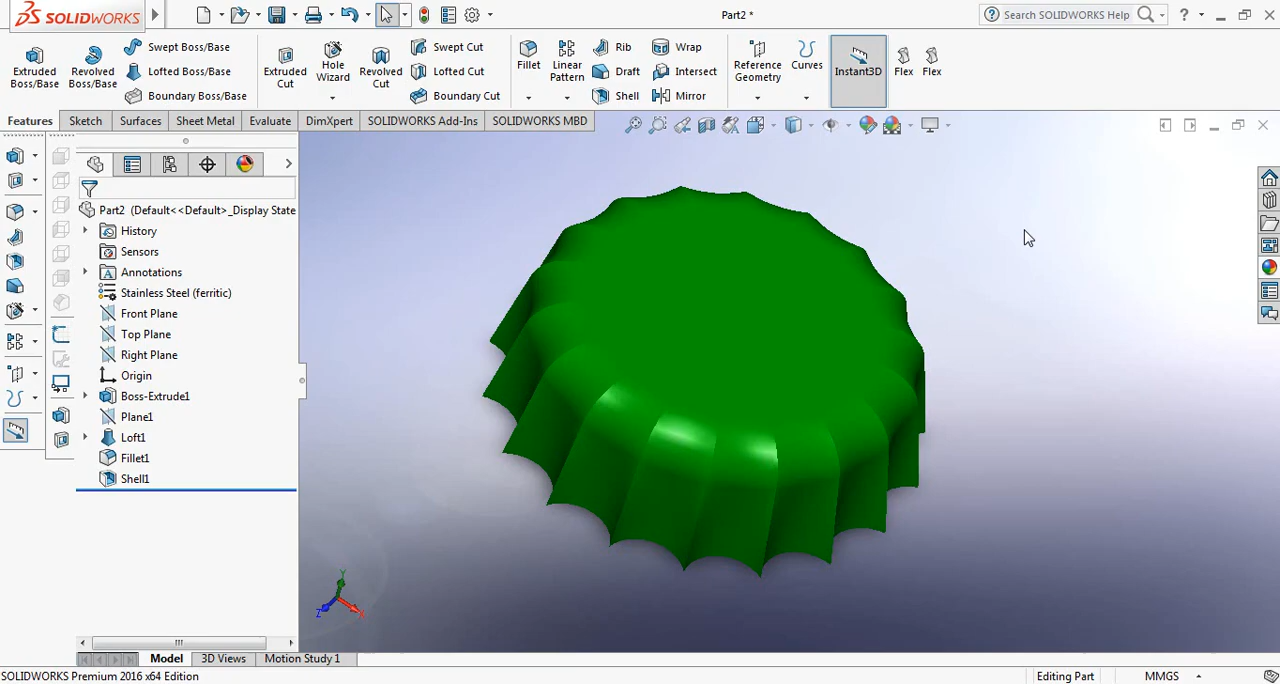 SOLIDWORKS
Part2 *
Search SOLIDWORKS Help
?
Extruded Boss/Base
Revolved Boss/Base
Swept Boss/Base
Lofted Boss/Base
Boundary Boss/Base
Extruded Cut
Hole Wizard
Revolved Cut
Swept Cut
Lofted Cut
Boundary Cut
Fillet
Linear Pattern
Rib
Draft
Shell
Wrap
Intersect
Mirror
Reference Geometry
Curves
Instant3D
Flex
Flex
Features
Sketch
Surfaces
Sheet Metal
Evaluate
DimXpert
SOLIDWORKS Add-Ins
SOLIDWORKS MBD
Part2 (Default<<Default>_Display State
History
Sensors
Annotations
Stainless Steel (ferritic)
Front Plane
Top Plane
Right Plane
Origin
Boss-Extrude1
Plane1
Loft1
Fillet1
Shell1
Y
Z
X
Model
3D Views
Motion Study 1
SOLIDWORKS Premium 2016 x64 Edition
Editing Part
MMGS